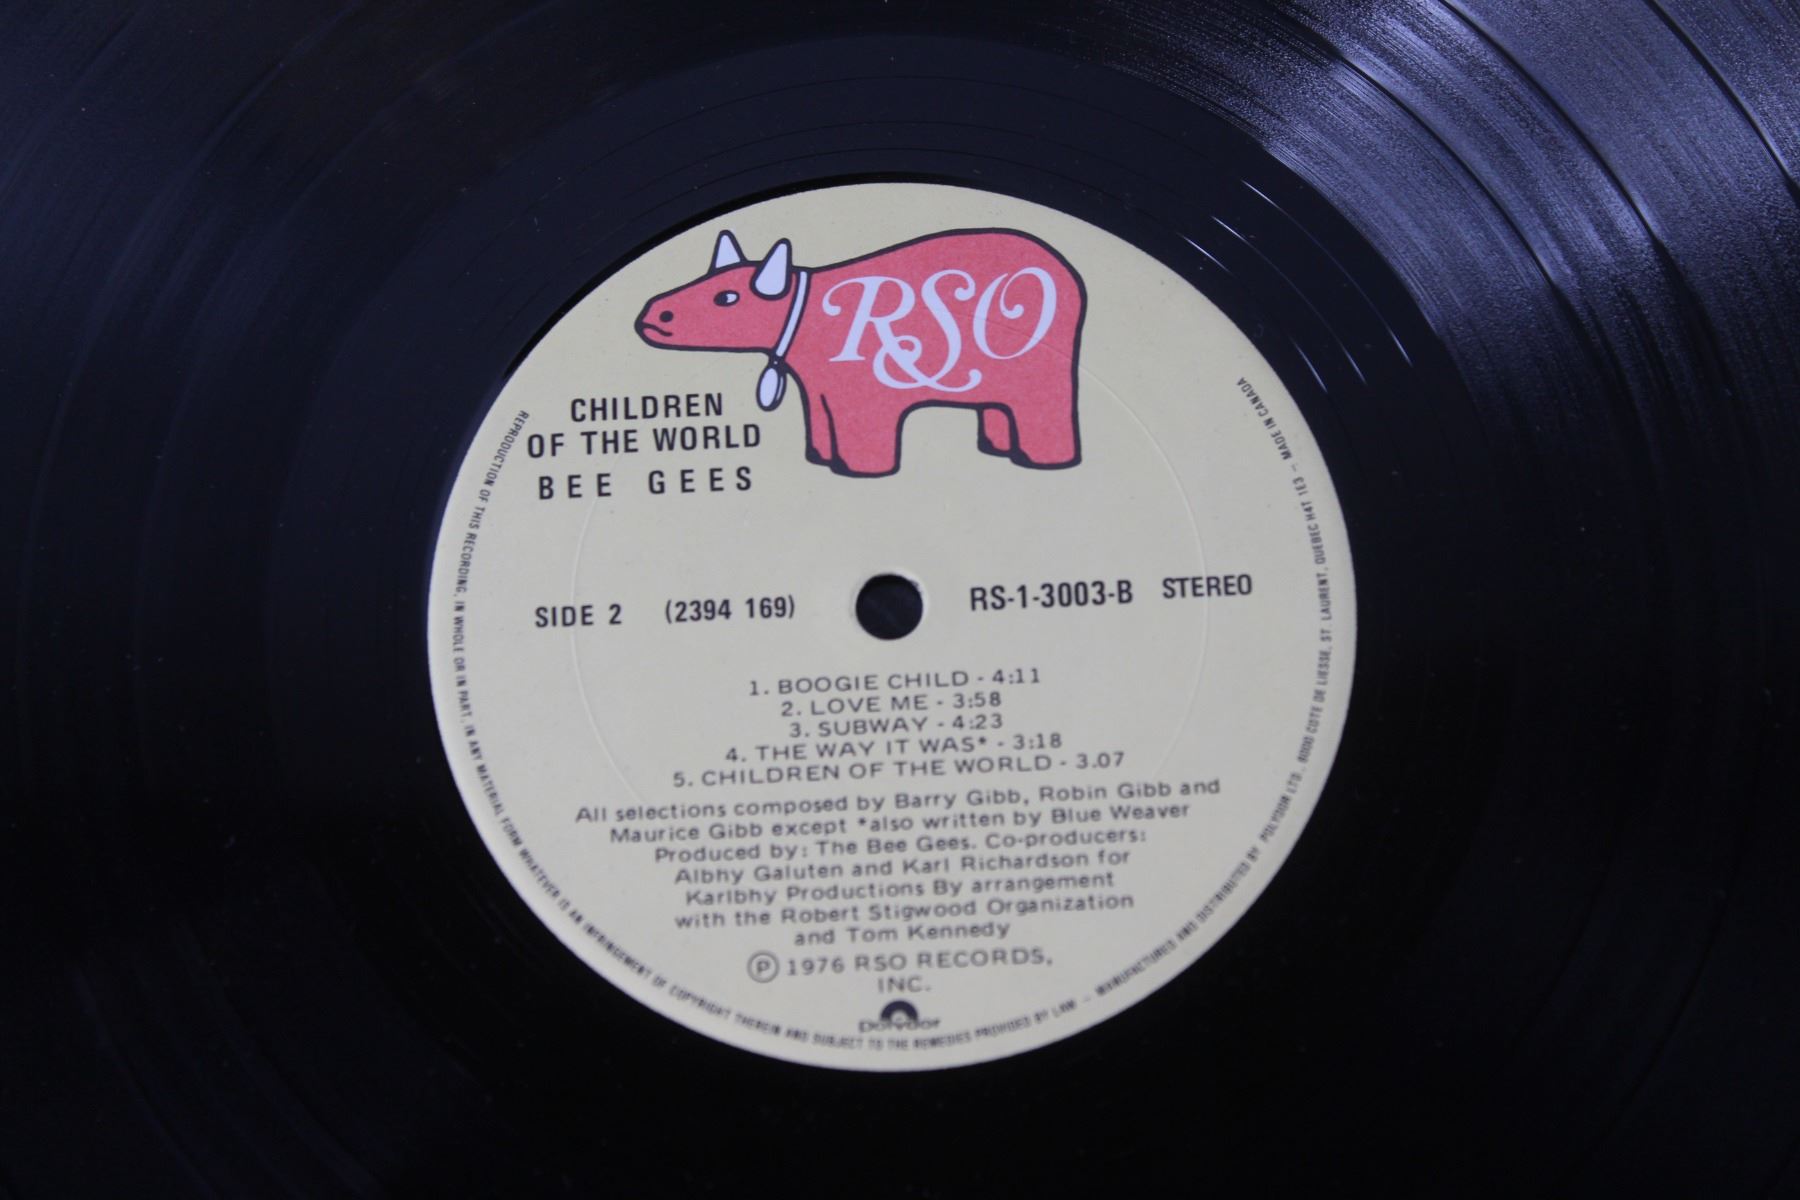 RSO
CHILDREN
OF THE WORLD
BEE GEES
SIDE 2 (2394 169)
RS-1-3003-B STEREO
1. BOOGIE CHILD - 4:11
2. LOVE ME - 3:58
3. SUBWAY - 4:23
4. THE WAY IT WAS* - 3:18
5. CHILDREN OF THE WORLD - 3.07
All selections composed by Barry Gibb, Robin Gibb and
Maurice Gibb except *also written by Blue Weaver
Produced by: The Bee Gees. Co-producers:
Albhy Galuten and Karl Richardson for
Karlbhy Productions By arrangement
with the Robert Stigwood Organization
and Tom Kennedy
Ⓟ 1976 RSO RECORDS,
INC.
polydor
REPRODUCTION OF THIS RECORDING, IN WHOLE OR IN PART, IN ANY MATERIAL FORM WHATEVER IS AN INFRINGEMENT OF COPYRIGHT THEREIN AND SUBJECT TO THE REMEDIES PROVIDED BY LAW — MANUFACTURED AND DISTRIBUTED BY POLYDOR LTD., 6000 COTE DE LIESSE, ST. LAURENT, QUEBEC H4T 1E3 – MADE IN CANADA